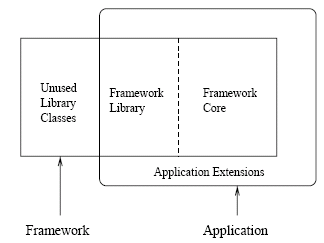 Unused
Library
Classes
Framework
Library
Framework
Core
Application Extensions
Framework
Application